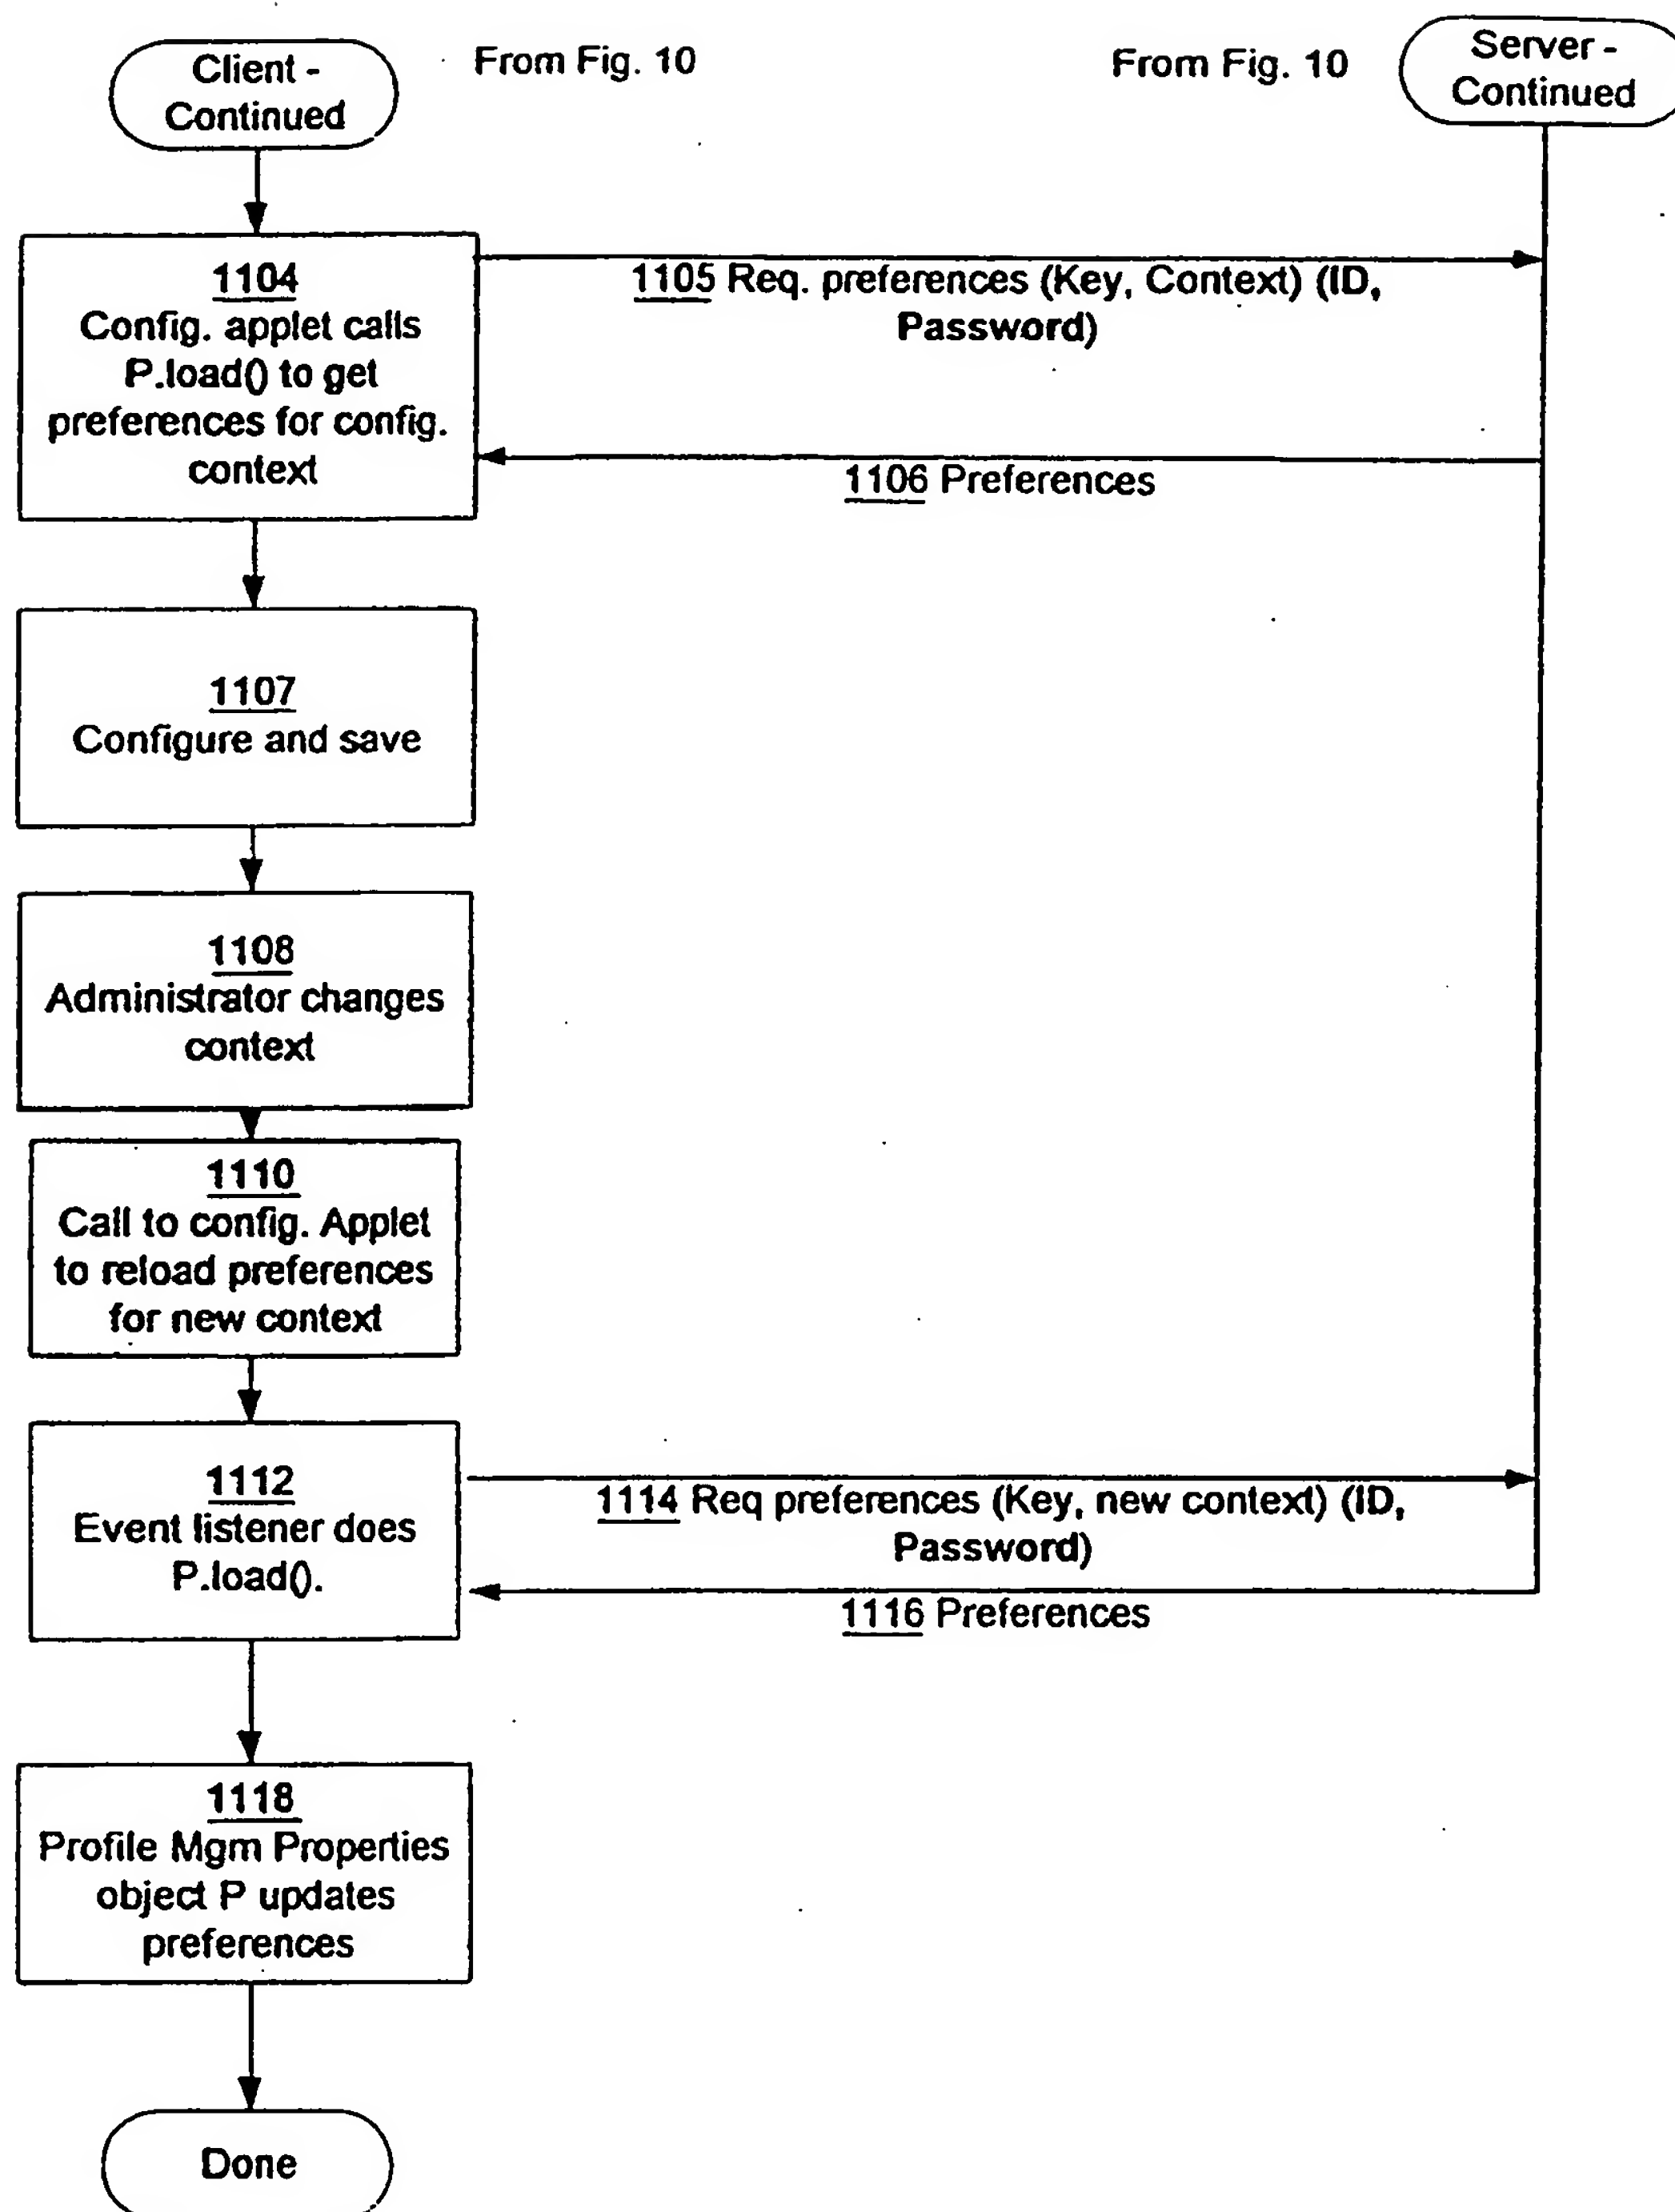 Client -
Continued
From Fig. 10
From Fig. 10
Server -
Continued
1104
Config. applet calls
P.load() to get
preferences for config.
context
1105 Req. preferences (Key, Context) (ID,
Password)
1106 Preferences
1107
Configure and save
1108
Administrator changes
context
1110
Call to config. Applet
to reload preferences
for new context
1112
Event listener does
P.load().
1114 Req preferences (Key, new context) (ID,
Password)
1116 Preferences
1118
Profile Mgm Properties
object P updates
preferences
Done